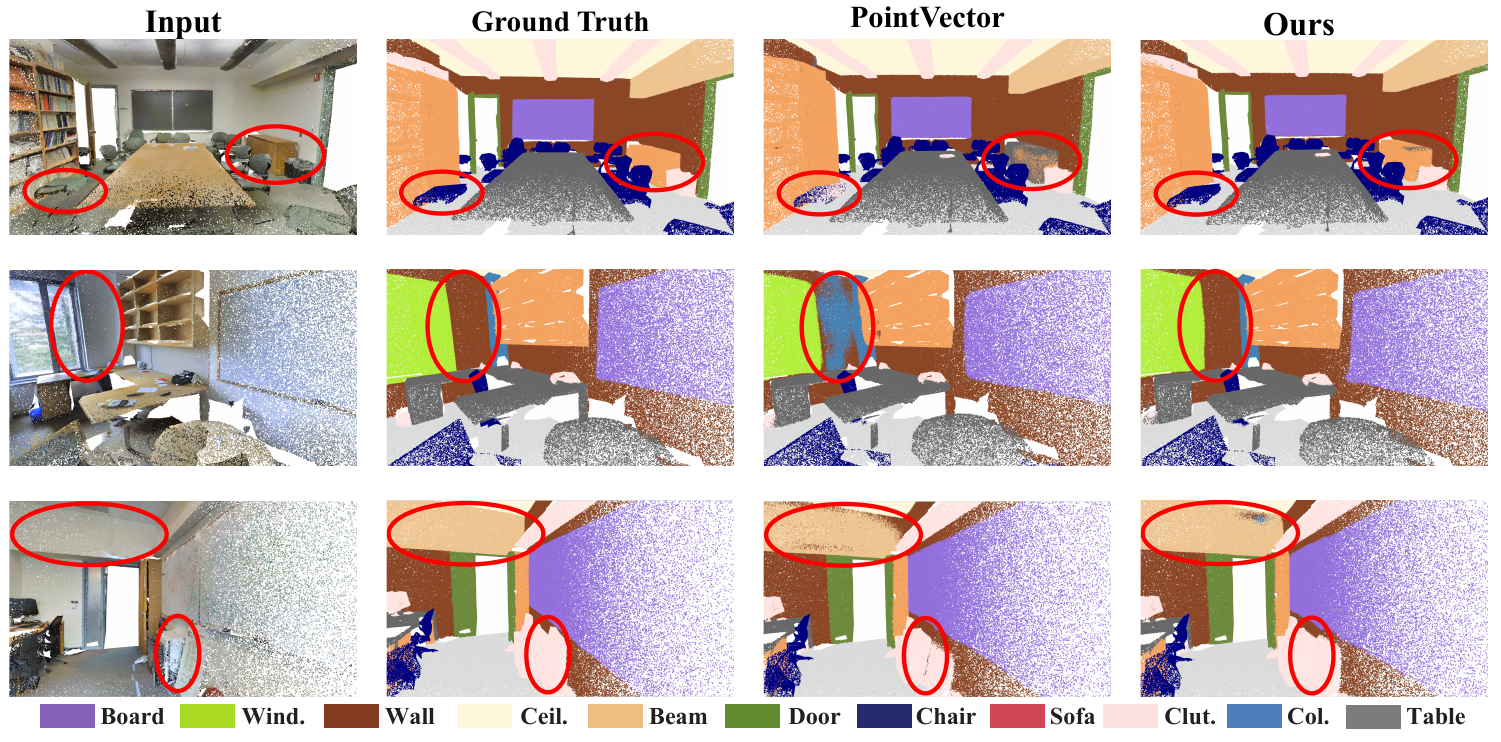 Input Ground Truth PointVector Ours
Board Wind. Wall Ceil. Beam Door Chair Sofa Clut. Col. Table